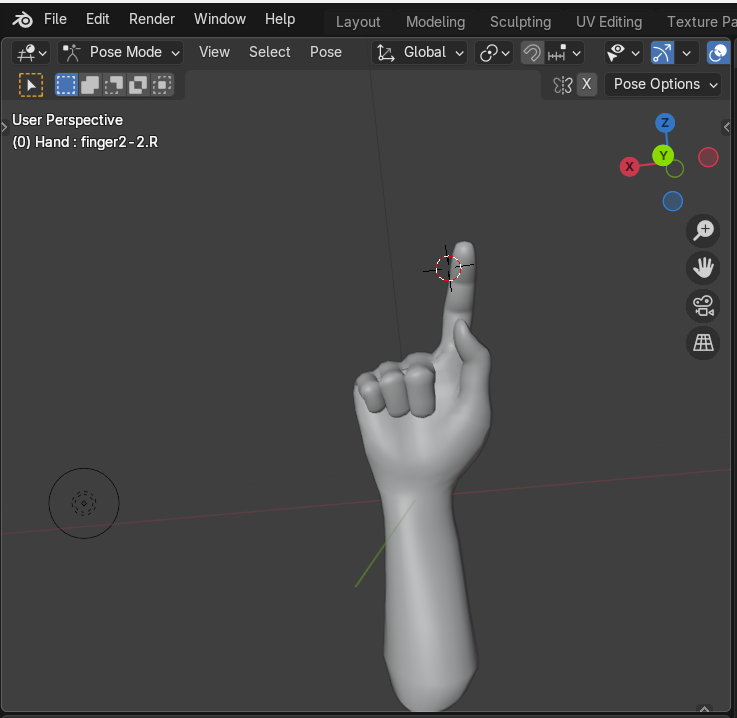 File Edit Render Window Help Layout Modeling Sculpting UV Editing Texture Pa
Pose Mode View Select Pose Global
X Pose Options
User Perspective
(0) Hand : finger2-2.R
Z
Y
X